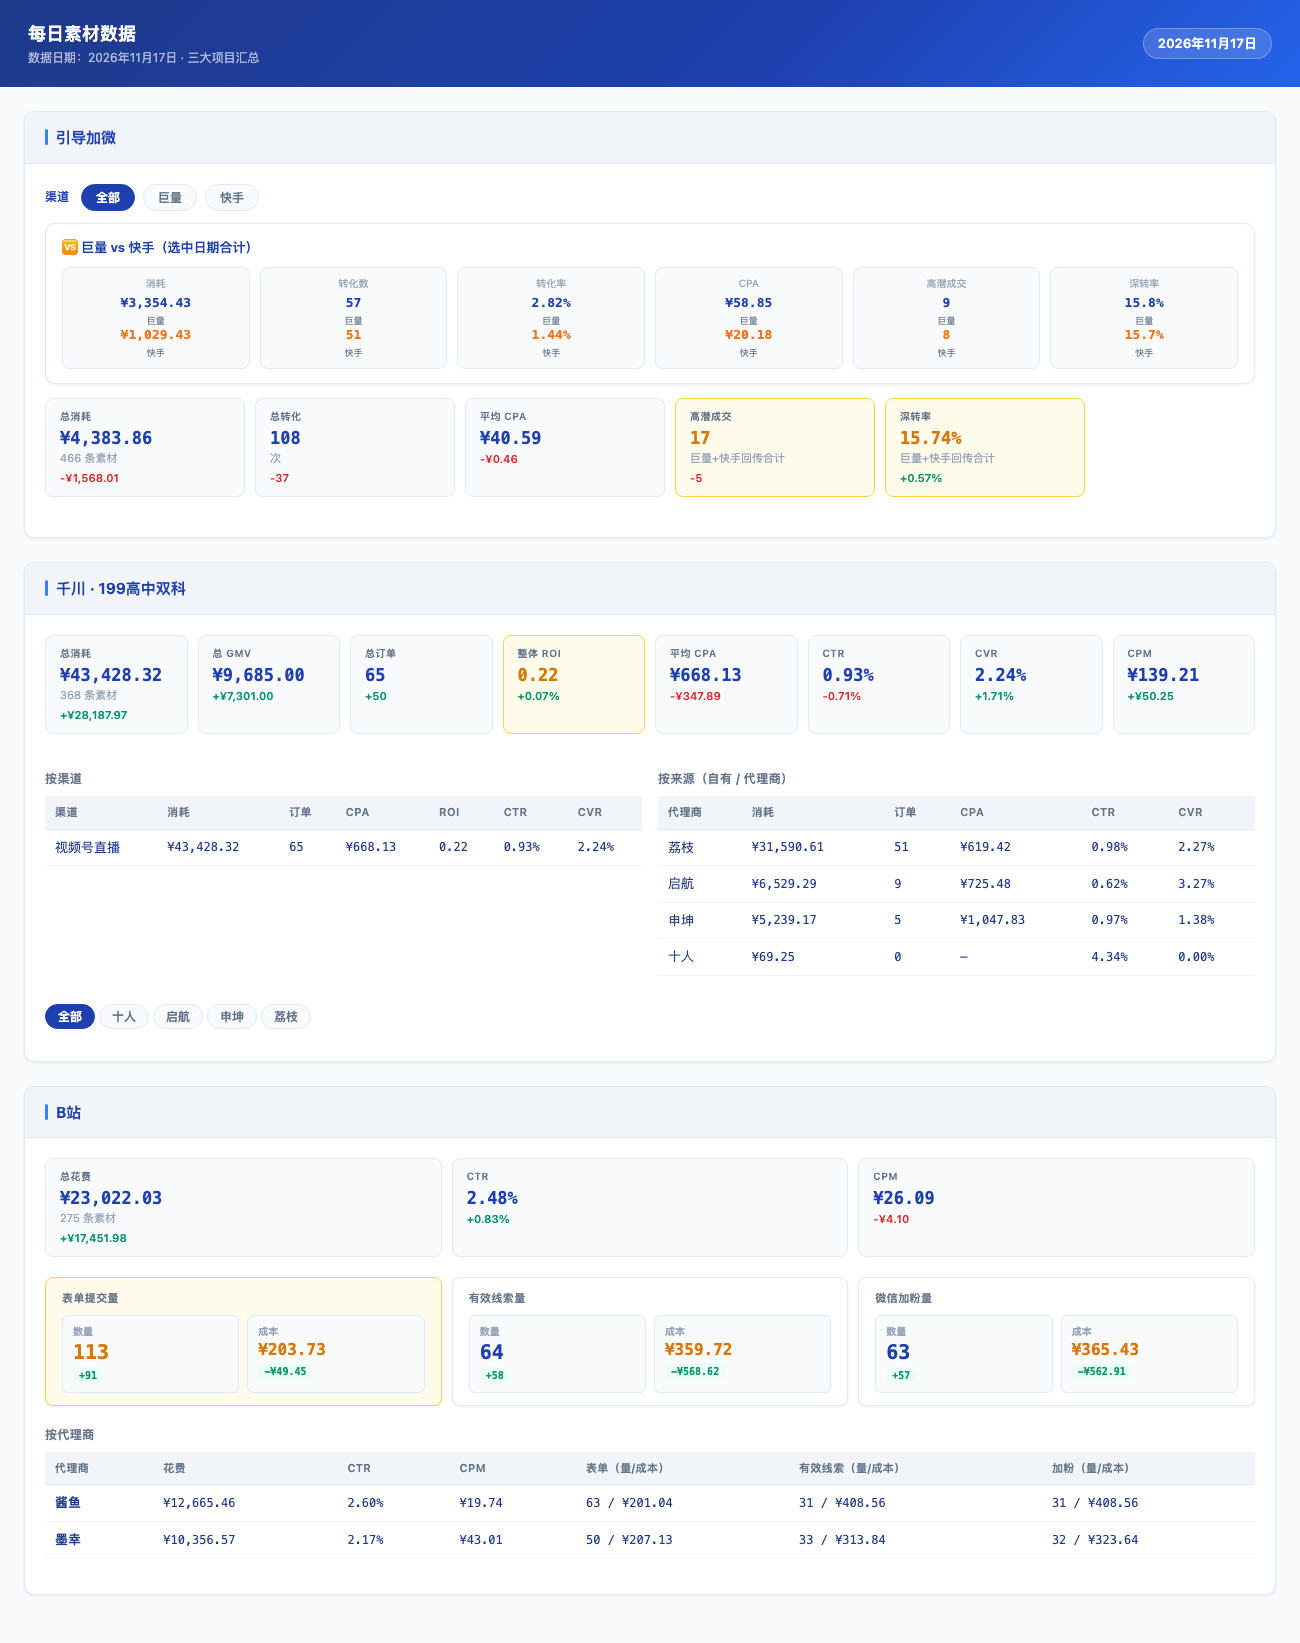 每日素材数据
数据日期：2026年11月17日 · 三大项目汇总
2026年11月17日
引导加微
渠道 全部 巨量 快手
🆚 巨量 vs 快手（选中日期合计）
消耗 转化数 转化率 CPA 高潜成交 深转率
¥3,354.43 57 2.82% ¥58.85 9 15.8%
巨量 巨量 巨量 巨量 巨量 巨量
¥1,029.43 51 1.44% ¥20.18 8 15.7%
快手 快手 快手 快手 快手 快手
总消耗 总转化 平均 CPA 高潜成交 深转率
¥4,383.86 108 ¥40.59 17 15.74%
466 条素材 次 -¥0.46 巨量+快手回传合计 巨量+快手回传合计
-¥1,568.01 -37 -5 +0.57%
千川 · 199高中双科
总消耗 总 GMV 总订单 整体 ROI 平均 CPA CTR CVR CPM
¥43,428.32 ¥9,685.00 65 0.22 ¥668.13 0.93% 2.24% ¥139.21
368 条素材 +¥7,301.00 +50 +0.07% -¥347.89 -0.71% +1.71% +¥50.25
+¥28,187.97
按渠道
渠道 消耗 订单 CPA ROI CTR CVR
视频号直播 ¥43,428.32 65 ¥668.13 0.22 0.93% 2.24%
按来源（自有 / 代理商）
代理商 消耗 订单 CPA CTR CVR
荔枝 ¥31,590.61 51 ¥619.42 0.98% 2.27%
启航 ¥6,529.29 9 ¥725.48 0.62% 3.27%
申坤 ¥5,239.17 5 ¥1,047.83 0.97% 1.38%
十人 ¥69.25 0 — 4.34% 0.00%
全部 十人 启航 申坤 荔枝
B站
总花费 CTR CPM
¥23,022.03 2.48% ¥26.09
275 条素材 +0.83% -¥4.10
+¥17,451.98
表单提交量 有效线索量 微信加粉量
数量 成本 数量 成本 数量 成本
113 ¥203.73 64 ¥359.72 63 ¥365.43
+91 −¥49.45 +58 −¥568.62 +57 −¥562.91
按代理商
代理商 花费 CTR CPM 表单（量/成本） 有效线索（量/成本） 加粉（量/成本）
酱鱼 ¥12,665.46 2.60% ¥19.74 63 / ¥201.04 31 / ¥408.56 31 / ¥408.56
墨幸 ¥10,356.57 2.17% ¥43.01 50 / ¥207.13 33 / ¥313.84 32 / ¥323.64